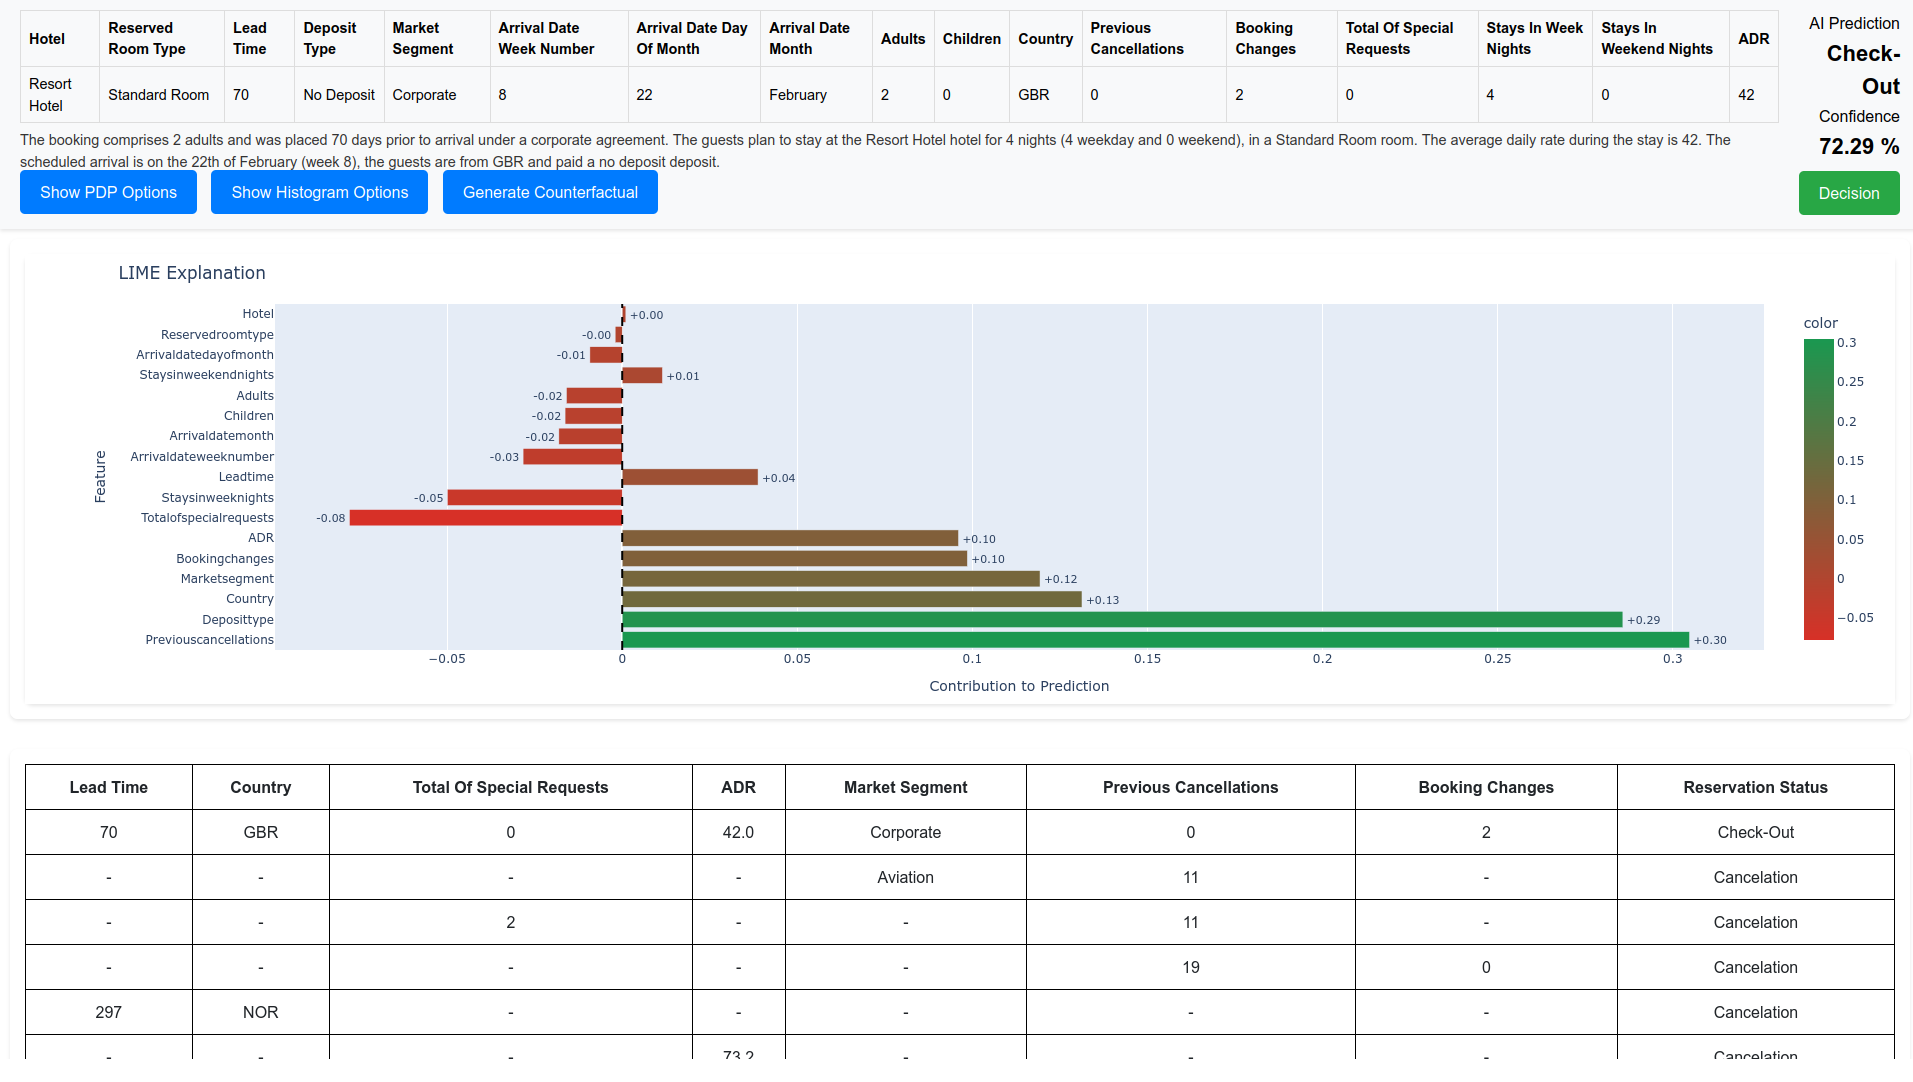 Hotel Reserved Room Type Lead Time Deposit Type Market Segment Arrival Date Week Number Arrival Date Day Of Month Arrival Date Month Adults Children Country Previous Cancellations Booking Changes Total Of Special Requests Stays In Week Nights Stays In Weekend Nights ADR
Resort Hotel Standard Room 70 No Deposit Corporate 8 22 February 2 0 GBR 0 2 0 4 0 42
AI Prediction
Check-
Out
Confidence
72.29 %
The booking comprises 2 adults and was placed 70 days prior to arrival under a corporate agreement. The guests plan to stay at the Resort Hotel hotel for 4 nights (4 weekday and 0 weekend), in a Standard Room room. The average daily rate during the stay is 42. The
scheduled arrival is on the 22th of February (week 8), the guests are from GBR and paid a no deposit deposit.
Show PDP Options Show Histogram Options Generate Counterfactual Decision
LIME Explanation
Feature
Hotel +0.00
Reservedroomtype -0.00
Arrivaldatedayofmonth -0.01
Staysinweekendnights +0.01
Adults -0.02
Children -0.02
Arrivaldatemonth -0.02
Arrivaldateweeknumber -0.03
Leadtime +0.04
Staysinweeknights -0.05
Totalofspecialrequests -0.08
ADR +0.10
Bookingchanges +0.10
Marketsegment +0.12
Country +0.13
Deposittype +0.29
Previouscancellations +0.30
−0.05 0 0.05 0.1 0.15 0.2 0.25 0.3
Contribution to Prediction
color
0.3
0.25
0.2
0.15
0.1
0.05
0
−0.05
Lead Time Country Total Of Special Requests ADR Market Segment Previous Cancellations Booking Changes Reservation Status
70 GBR 0 42.0 Corporate 0 2 Check-Out
- - - - Aviation 11 - Cancelation
- - 2 - - 11 - Cancelation
- - - - - 19 0 Cancelation
297 NOR - - - - - Cancelation
- - - 73.2 - - - Cancelation